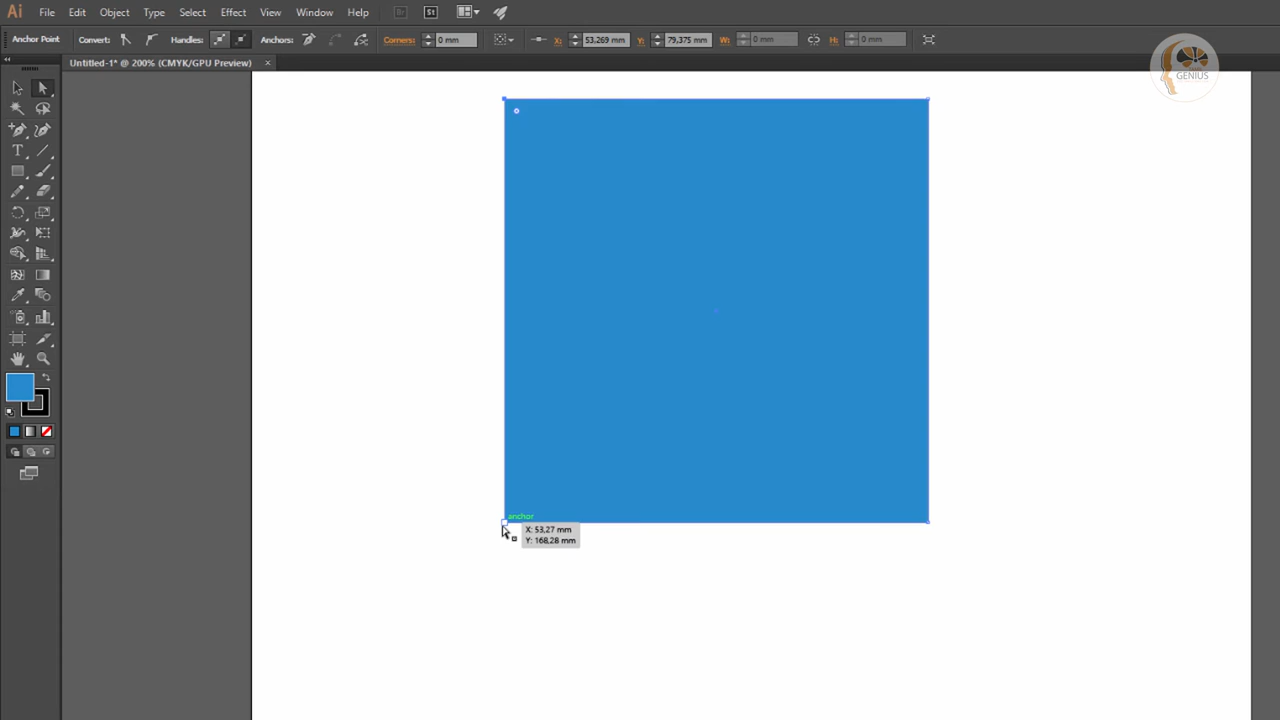 Ai File Edit Object Type Select Effect View Window Help Br St
Anchor Point Convert: Handles: Anchors: Corners: 0 mm X: 53,269 mm Y: 79,375 mm W: 0 mm H: 0 mm
Untitled-1* @ 200% (CMYK/GPU Preview) ×
GENIUS
T
anchor
X: 53,27 mm
Y: 168,28 mm